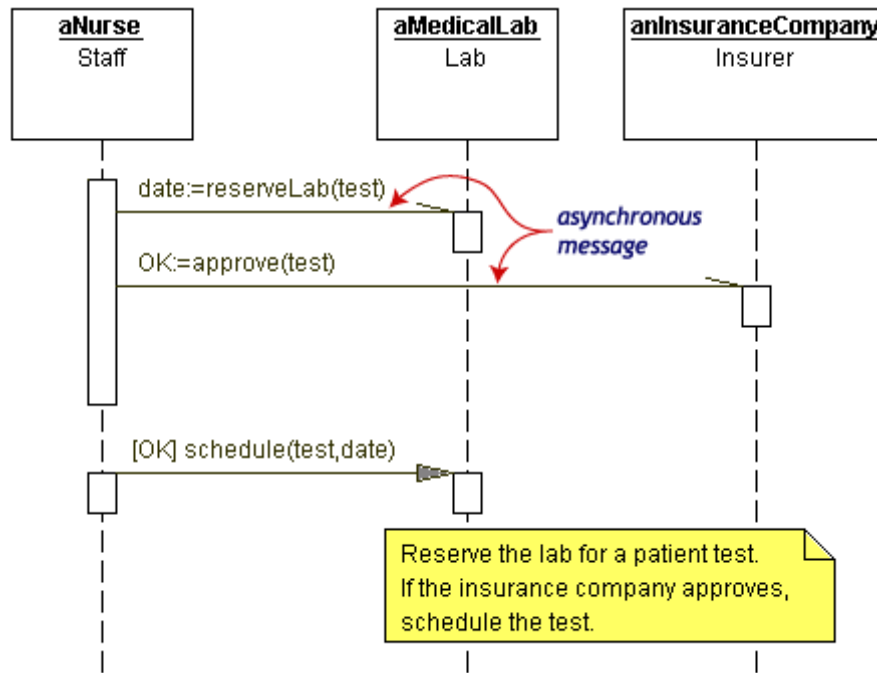 aNurse
Staff
aMedicalLab
Lab
anInsuranceCompany
Insurer
date:=reserveLab(test)
asynchronous
message
OK:=approve(test)
[OK] schedule(test,date)
Reserve the lab for a patient test.
If the insurance company approves,
schedule the test.